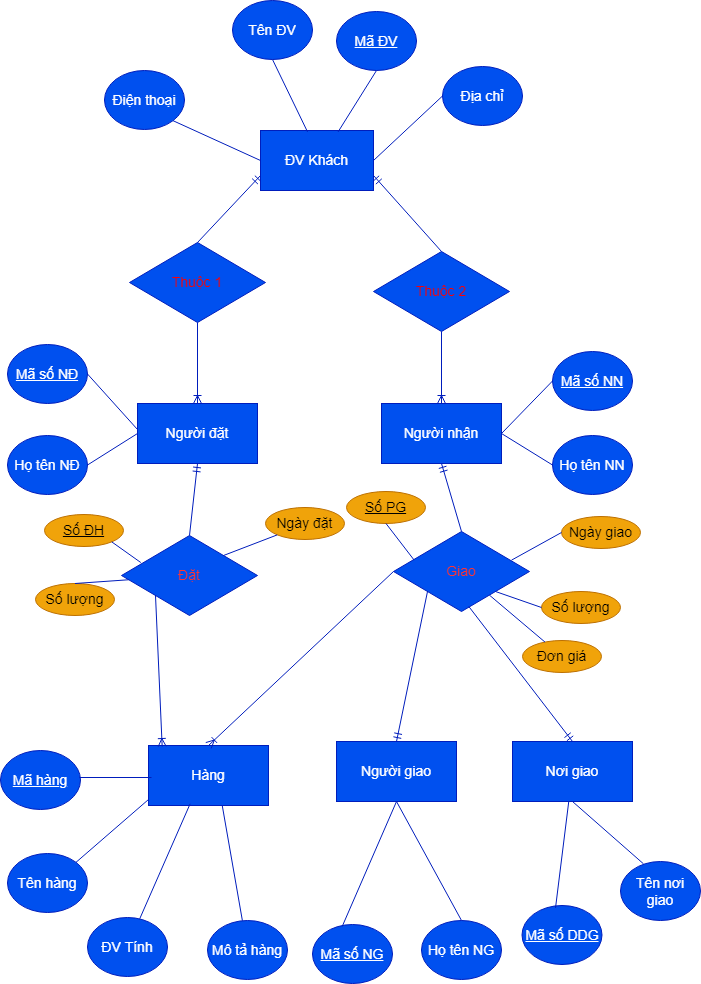 Tên ĐV
Mã ĐV
Điện thoại
Địa chỉ
ĐV Khách
Thuộc 1
Thuộc 2
Mã số NĐ
Mã số NN
Người đặt
Người nhận
Họ tên NĐ
Họ tên NN
Số PG
Ngày đặt
Số ĐH
Ngày giao
Đặt
Giao
Số lượng
Số lượng
Đơn giá
Hàng
Người giao
Nơi giao
Mã hàng
Tên hàng
Tên nơi
giao
ĐV Tính
Mô tả hàng
Mã số NG
Họ tên NG
Mã số DDG